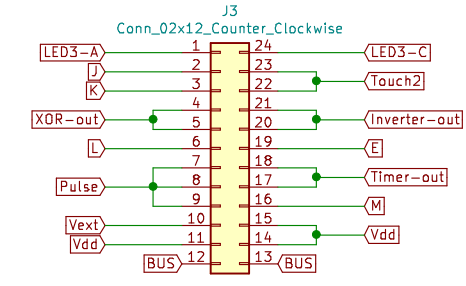 J3
Conn_02x12_Counter_Clockwise
LED3-A 1 24 LED3-C
J 2 23
Touch2
K 3 22
4 21
XOR-out Inverter-out
5 20
L 6 19 E
7 18
Timer-out
Pulse 8 17
9 16 M
Vext 10 15
Vdd
Vdd 11 14
BUS 12 13 BUS